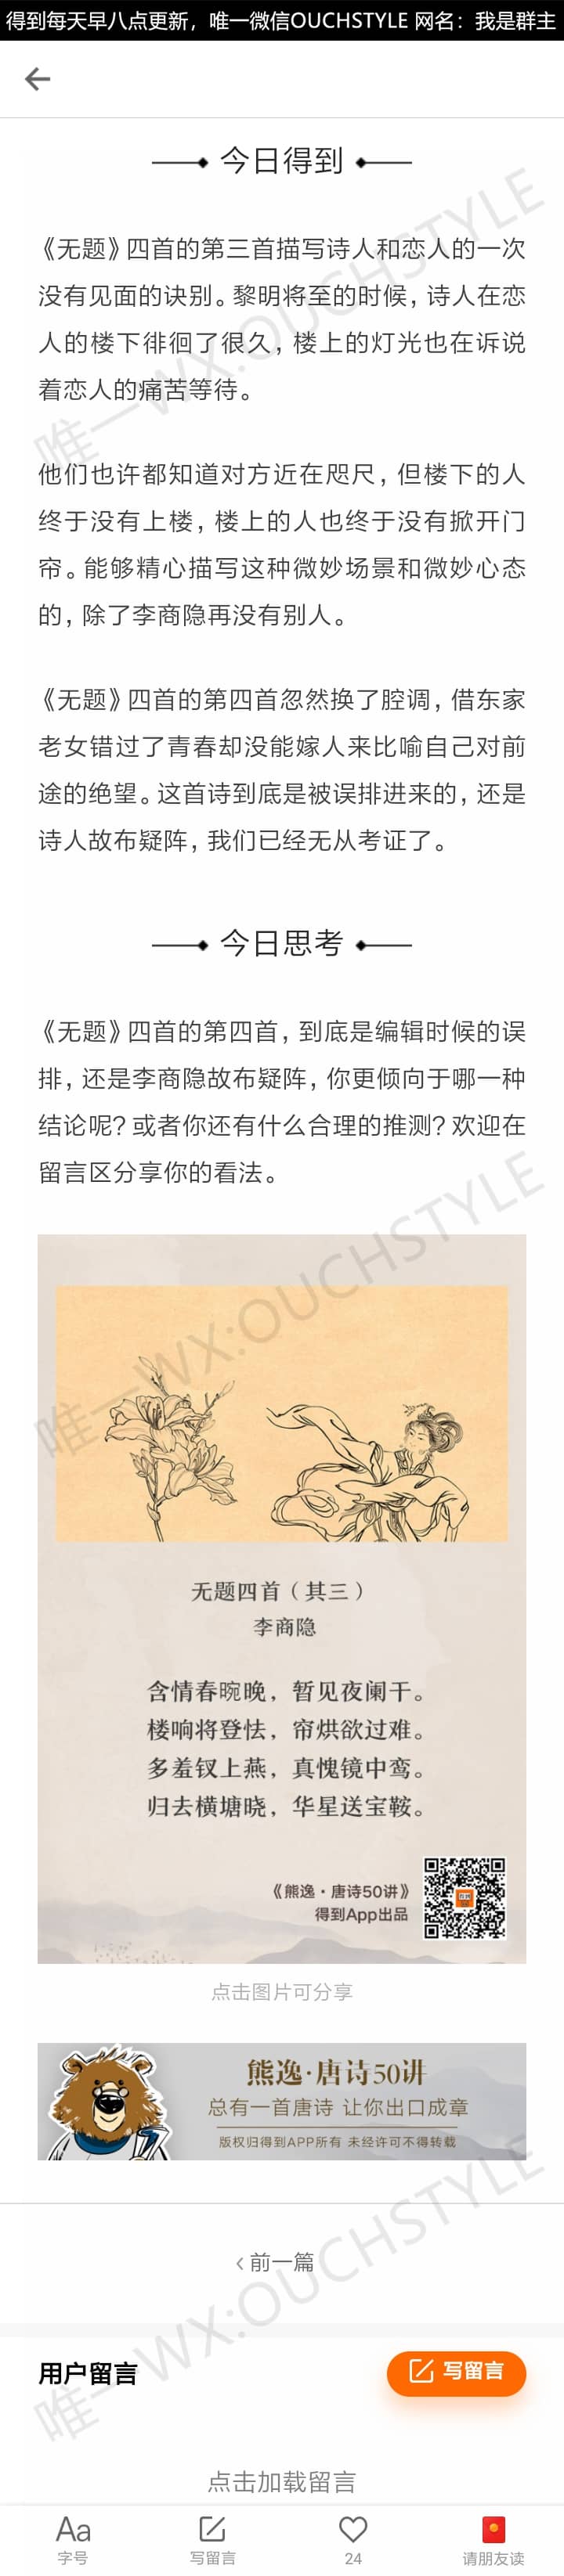 得到每天早八点更新，唯一微信OUCHSTYLE 网名：我是群主
今日得到
《无题》四首的第三首描写诗人和恋人的一次
没有见面的诀别。黎明将至的时候，诗人在恋
人的楼下徘徊了很久，楼上的灯光也在诉说
着恋人的痛苦等待。
他们也许都知道对方近在咫尺，但楼下的人
终于没有上楼，楼上的人也终于没有掀开门
帘。能够精心描写这种微妙场景和微妙心态
的，除了李商隐再没有别人。
《无题》四首的第四首忽然换了腔调，借东家
老女错过了青春却没能嫁人来比喻自己对前
途的绝望。这首诗到底是被误排进来的，还是
诗人故布疑阵，我们已经无从考证了。
唯一WX:OUCHSTYLE
今日思考
《无题》四首的第四首，到底是编辑时候的误
排，还是李商隐故布疑阵，你更倾向于哪一种
结论呢？或者你还有什么合理的推测？欢迎在
留言区分享你的看法。
唯一WX:OUCHSTYLE
无题四首（其三）
李商隐
含情春晼晚，暂见夜阑干。
楼响将登怯，帘烘欲过难。
多羞钗上燕，真愧镜中鸾。
归去横塘晓，华星送宝鞍。
《熊逸·唐诗50讲》
得到App出品
点击图片可分享
熊逸·唐诗50讲
总有一首唐诗 让你出口成章
版权归得到APP所有 未经许可不得转载
前一篇
唯一WX:OUCHSTYLE
用户留言
写留言
点击加载留言
Aa
字号
写留言
24
请朋友读